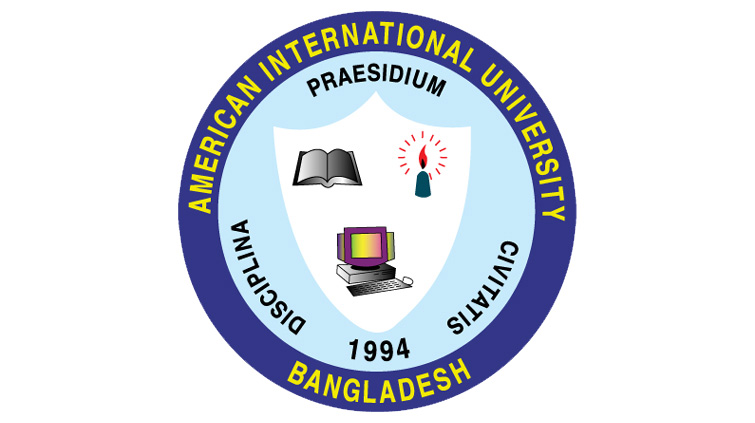 AMERICAN INTERNATIONAL UNIVERSITY
PRAESIDIUM
DISCIPLINA
CIVITATIS
1994
BANGLADESH